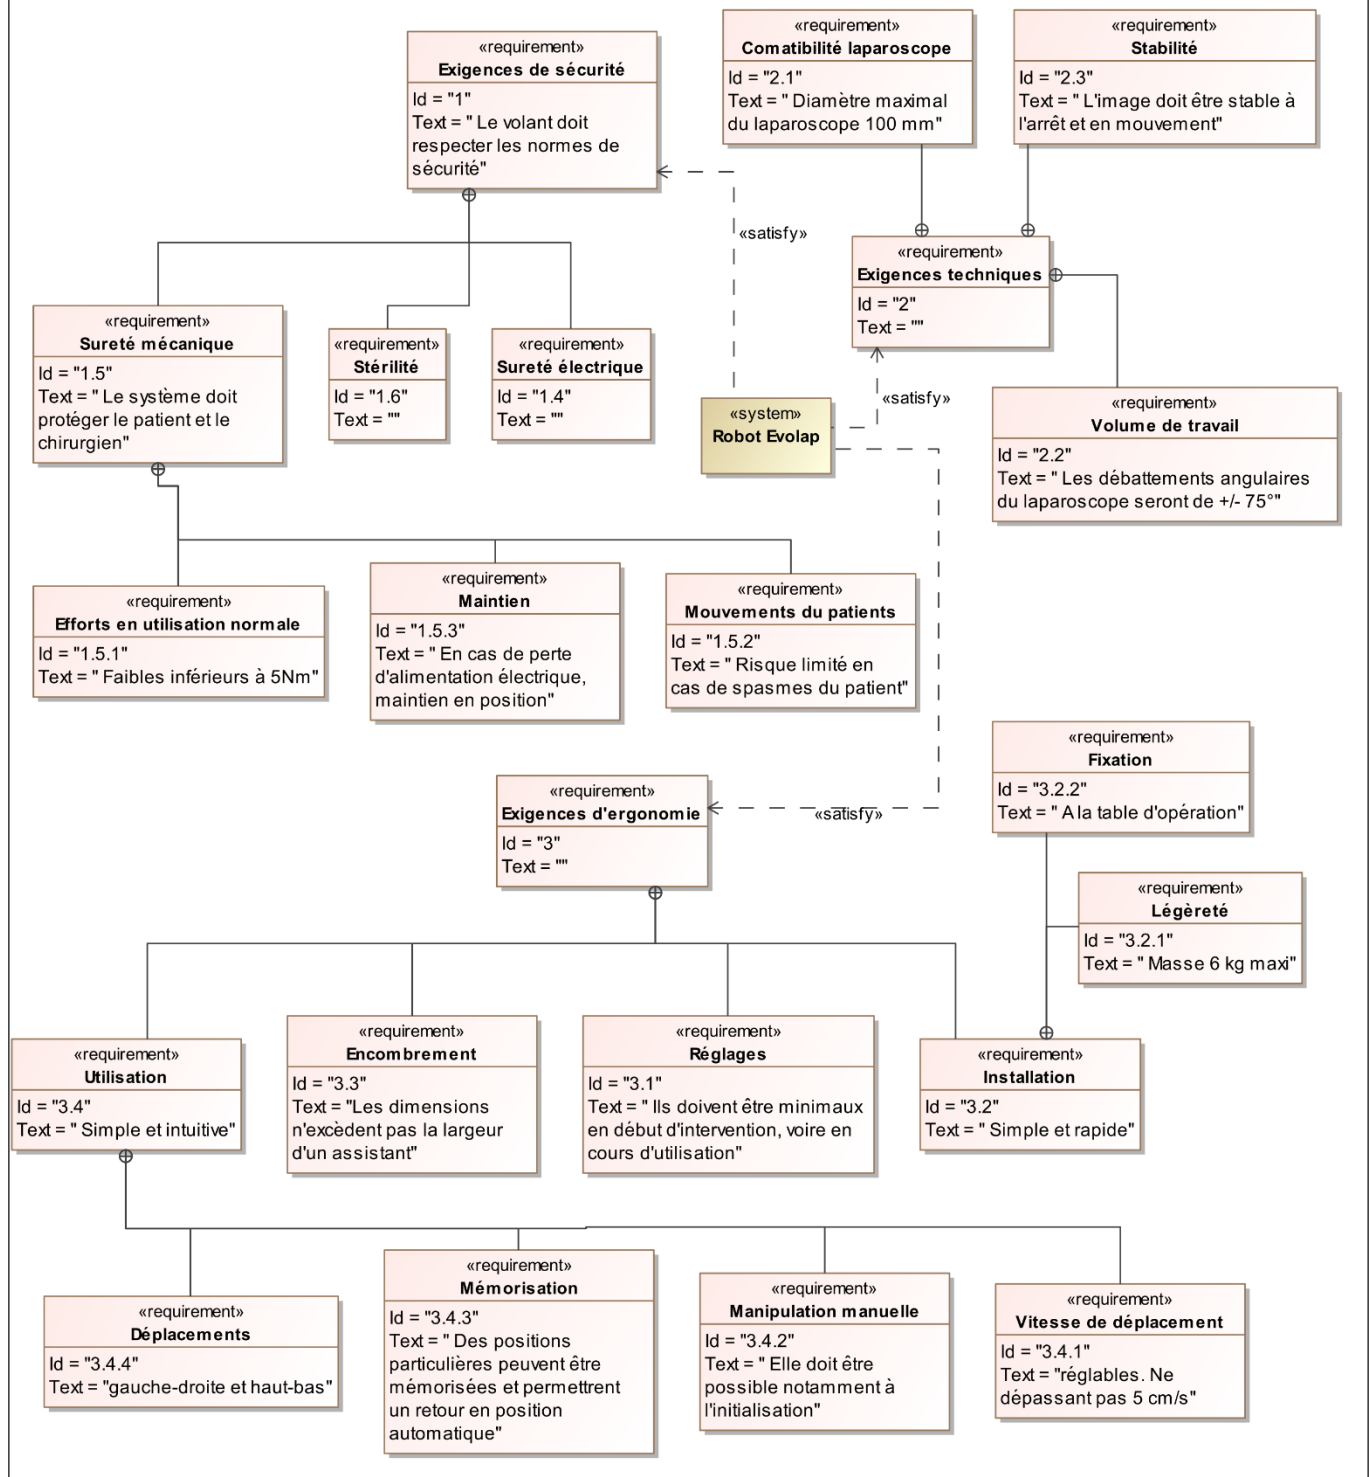 «requirement»
Exigences de sécurité
Id = "1"
Text = " Le volant doit
respecter les normes de
sécurité"
«requirement»
Comatibilité laparoscope
Id = "2.1"
Text = " Diamètre maximal
du laparoscope 100 mm"
«requirement»
Stabilité
Id = "2.3"
Text = " L'image doit être stable à
l'arrêt et en mouvement"
«satisfy»
«requirement»
Exigences techniques
Id = "2"
Text = ""
«requirement»
Sureté mécanique
Id = "1.5"
Text = " Le système doit
protéger le patient et le
chirurgien"
«requirement»
Stérilité
Id = "1.6"
Text = ""
«requirement»
Sureté électrique
Id = "1.4"
Text = ""
«system»
Robot Evolap
«satisfy»
«requirement»
Volume de travail
Id = "2.2"
Text = " Les débattements angulaires
du laparoscope seront de +/- 75°"
«requirement»
Efforts en utilisation normale
Id = "1.5.1"
Text = " Faibles inférieurs à 5Nm"
«requirement»
Maintien
Id = "1.5.3"
Text = " En cas de perte
d'alimentation électrique,
maintien en position"
«requirement»
Mouvements du patients
Id = "1.5.2"
Text = " Risque limité en
cas de spasmes du patient"
«requirement»
Fixation
Id = "3.2.2"
Text = " A la table d'opération"
«requirement»
Exigences d'ergonomie
Id = "3"
Text = ""
«satisfy»
«requirement»
Légèreté
Id = "3.2.1"
Text = " Masse 6 kg maxi"
«requirement»
Utilisation
Id = "3.4"
Text = " Simple et intuitive"
«requirement»
Encombrement
Id = "3.3"
Text = "Les dimensions
n'excèdent pas la largeur
d'un assistant"
«requirement»
Réglages
Id = "3.1"
Text = " Ils doivent être minimaux
en début d'intervention, voire en
cours d'utilisation"
«requirement»
Installation
Id = "3.2"
Text = " Simple et rapide"
«requirement»
Déplacements
Id = "3.4.4"
Text = "gauche-droite et haut-bas"
«requirement»
Mémorisation
Id = "3.4.3"
Text = " Des positions
particulières peuvent être
mémorisées et permettrent
un retour en position
automatique"
«requirement»
Manipulation manuelle
Id = "3.4.2"
Text = " Elle doit être
possible notamment à
l'initialisation"
«requirement»
Vitesse de déplacement
Id = "3.4.1"
Text = "réglables. Ne
dépassant pas 5 cm/s"